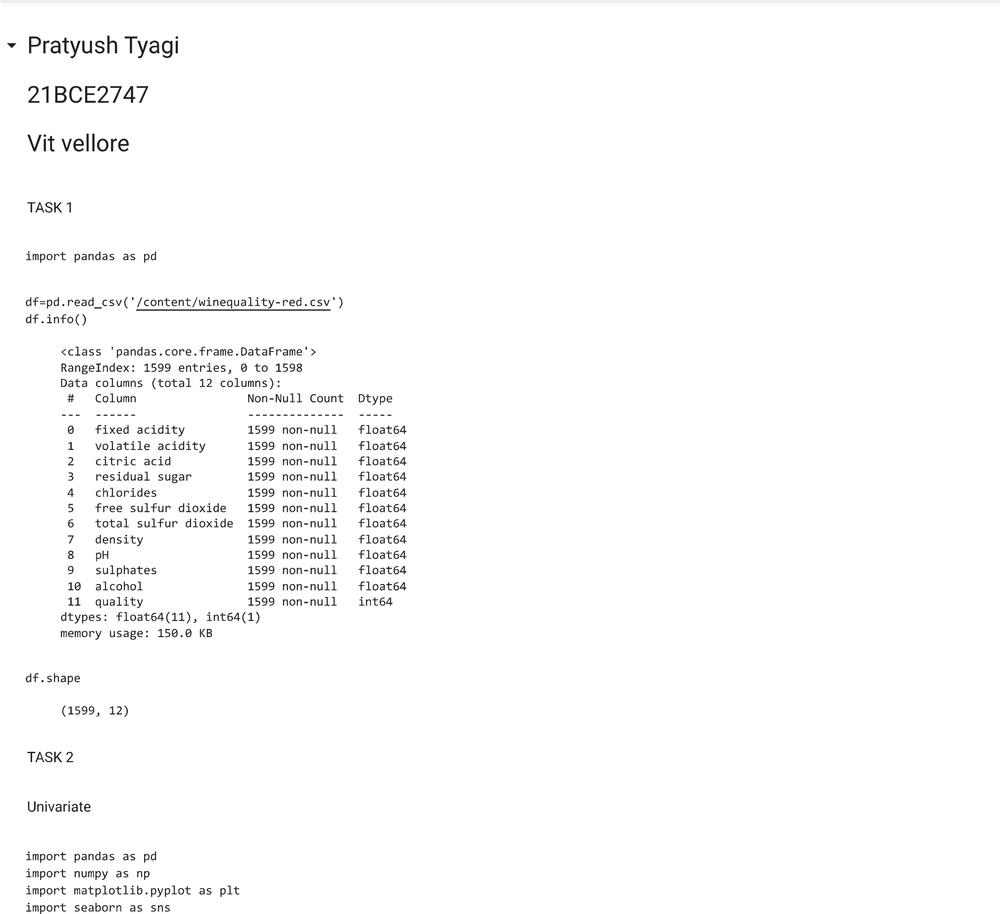 Pratyush Tyagi
21BCE2747
Vit vellore
TASK 1
import pandas as pd
df=pd.read_csv('/content/winequality-red.csv')
df.info()
<class 'pandas.core.frame.DataFrame'>
RangeIndex: 1599 entries, 0 to 1598
Data columns (total 12 columns):
 #   Column                Non-Null Count  Dtype
---  ------                --------------  -----
 0   fixed acidity         1599 non-null   float64
 1   volatile acidity      1599 non-null   float64
 2   citric acid           1599 non-null   float64
 3   residual sugar        1599 non-null   float64
 4   chlorides             1599 non-null   float64
 5   free sulfur dioxide   1599 non-null   float64
 6   total sulfur dioxide  1599 non-null   float64
 7   density               1599 non-null   float64
 8   pH                    1599 non-null   float64
 9   sulphates             1599 non-null   float64
 10  alcohol               1599 non-null   float64
 11  quality               1599 non-null   int64
dtypes: float64(11), int64(1)
memory usage: 150.0 KB
df.shape
(1599, 12)
TASK 2
Univariate
import pandas as pd
import numpy as np
import matplotlib.pyplot as plt
import seaborn as sns